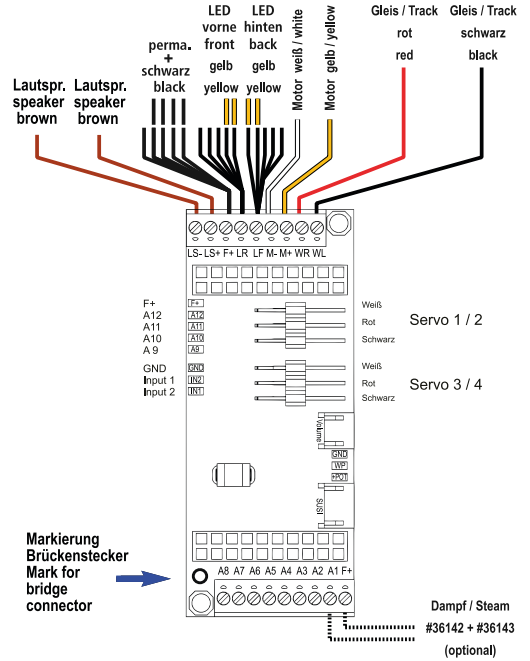 LED
vorne
front
gelb
yellow
LED
hinten
back
gelb
yellow
perma.
+
schwarz
black
Motor weiß / white
Motor gelb / yellow
Gleis / Track
rot
red
Gleis / Track
schwarz
black
Lautspr.
speaker
brown
Lautspr.
speaker
brown
LS- LS+ F+ LR LF M- M+ WR WL
F+ F+
A12 A12
A11 A11
A10 A10
A 9 A9
GND GND
Input 1 IN2
Input 2 IN1
Weiß
Rot
Schwarz
Servo 1 / 2
Weiß
Rot
Schwarz
Servo 3 / 4
Volume
GND
WP
+POT
SUSI
Markierung
Brückenstecker
Mark for
bridge
connector
A8 A7 A6 A5 A4 A3 A2 A1 F+
Dampf / Steam
#36142 + #36143
(optional)